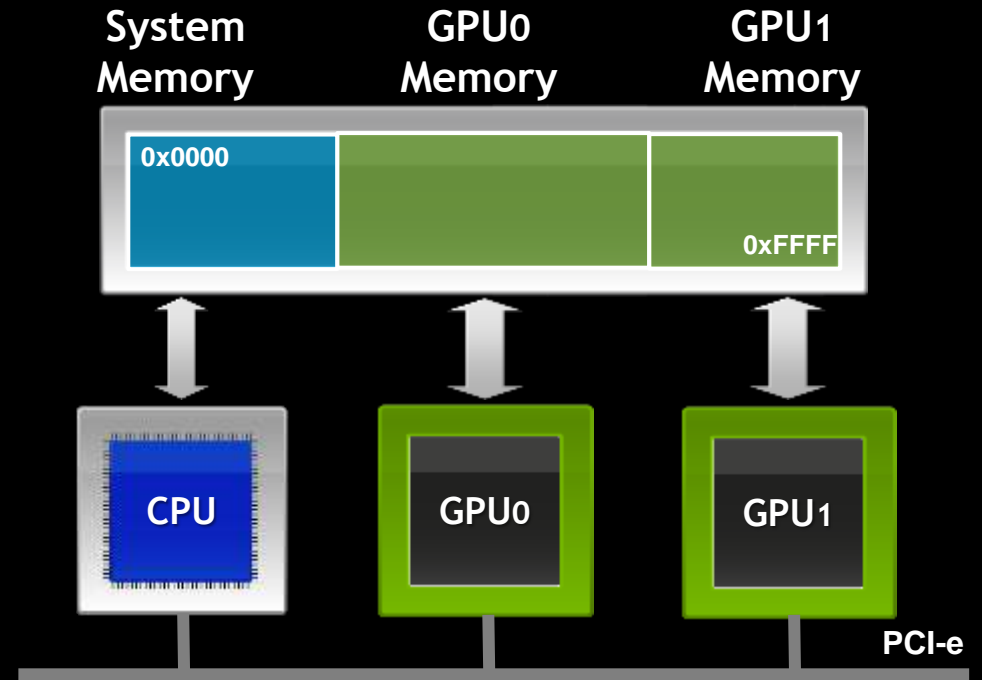 System
Memory
GPU0
Memory
GPU1
Memory
0x0000
0xFFFF
CPU
GPU0
GPU1
PCI-e